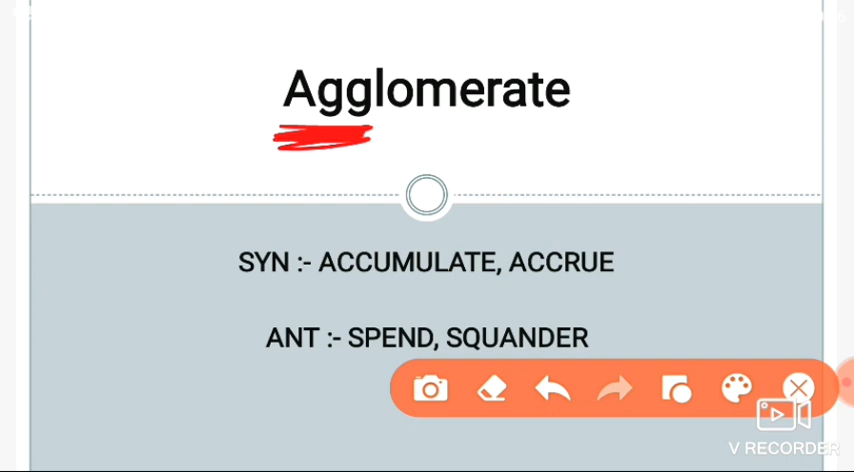 Agglomerate
SYN :- ACCUMULATE, ACCRUE
ANT :- SPEND, SQUANDER
V RECORDER